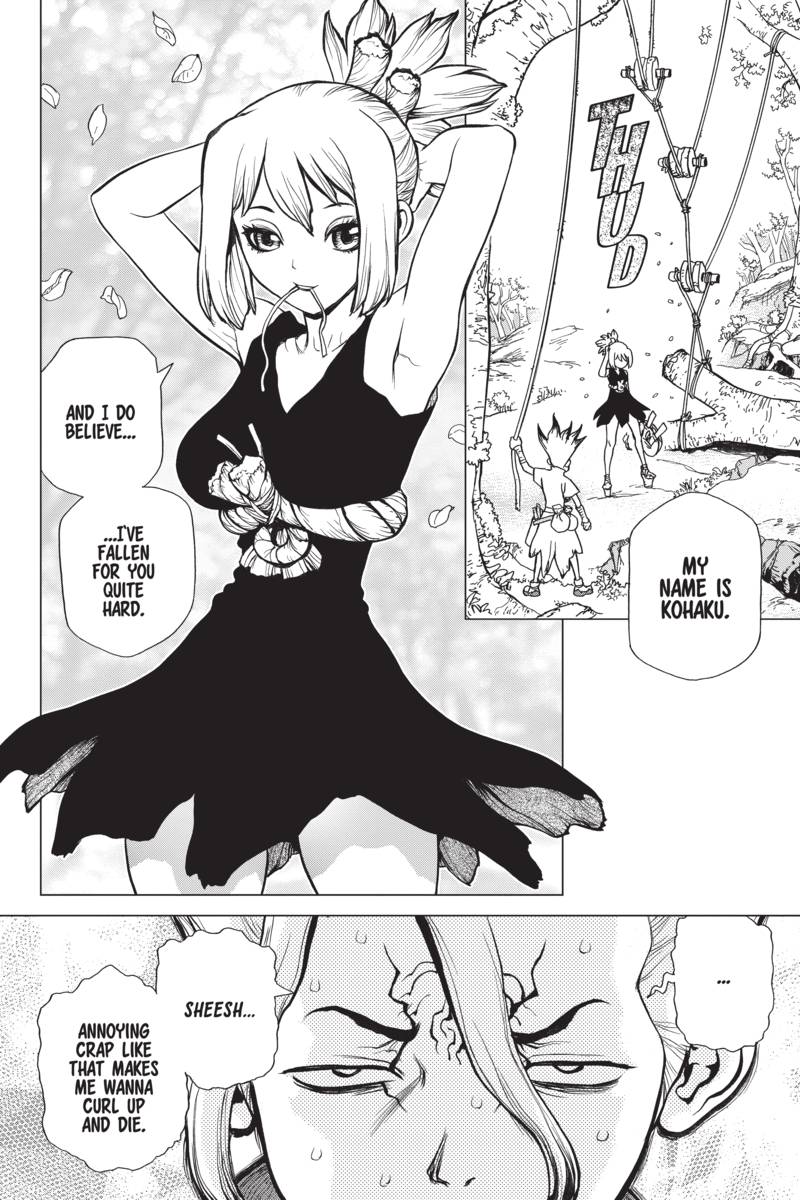 THUD
MY
NAME IS
KOHAKU.
AND I DO
BELIEVE...
...I'VE
FALLEN
FOR YOU
QUITE
HARD.
...
SHEESH...
ANNOYING
CRAP LIKE
THAT MAKES
ME WANNA
CURL UP
AND DIE.